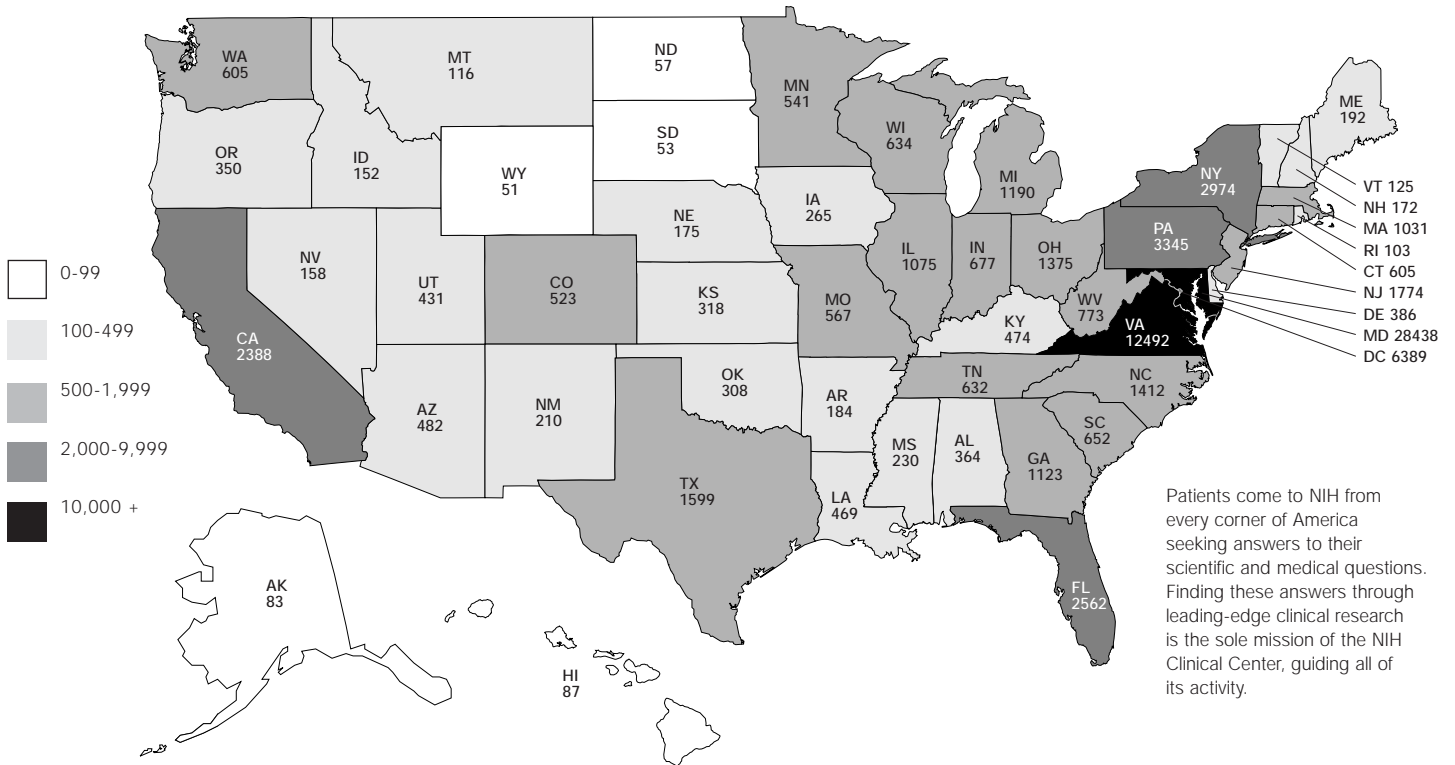 WA
605
MT
116
ND
57
MN
541
ME
192
OR
350
ID
152
WY
51
SD
53
WI
634
MI
1190
NY
2974
VT 125
NH 172
MA 1031
RI 103
CT 605
NJ 1774
DE 386
MD 28438
DC 6389
NV
158
UT
431
CO
523
NE
175
IA
265
IL
1075
IN
677
OH
1375
PA
3345
CA
2388
KS
318
MO
567
KY
474
WV
773
VA
12492
AZ
482
NM
210
OK
308
AR
184
TN
632
NC
1412
TX
1599
LA
469
MS
230
AL
364
GA
1123
SC
652
FL
2562
AK
83
HI
87
0-99
100-499
500-1,999
2,000-9,999
10,000 +
Patients come to NIH from
every corner of America
seeking answers to their
scientific and medical questions.
Finding these answers through
leading-edge clinical research
is the sole mission of the NIH
Clinical Center, guiding all of
its activity.